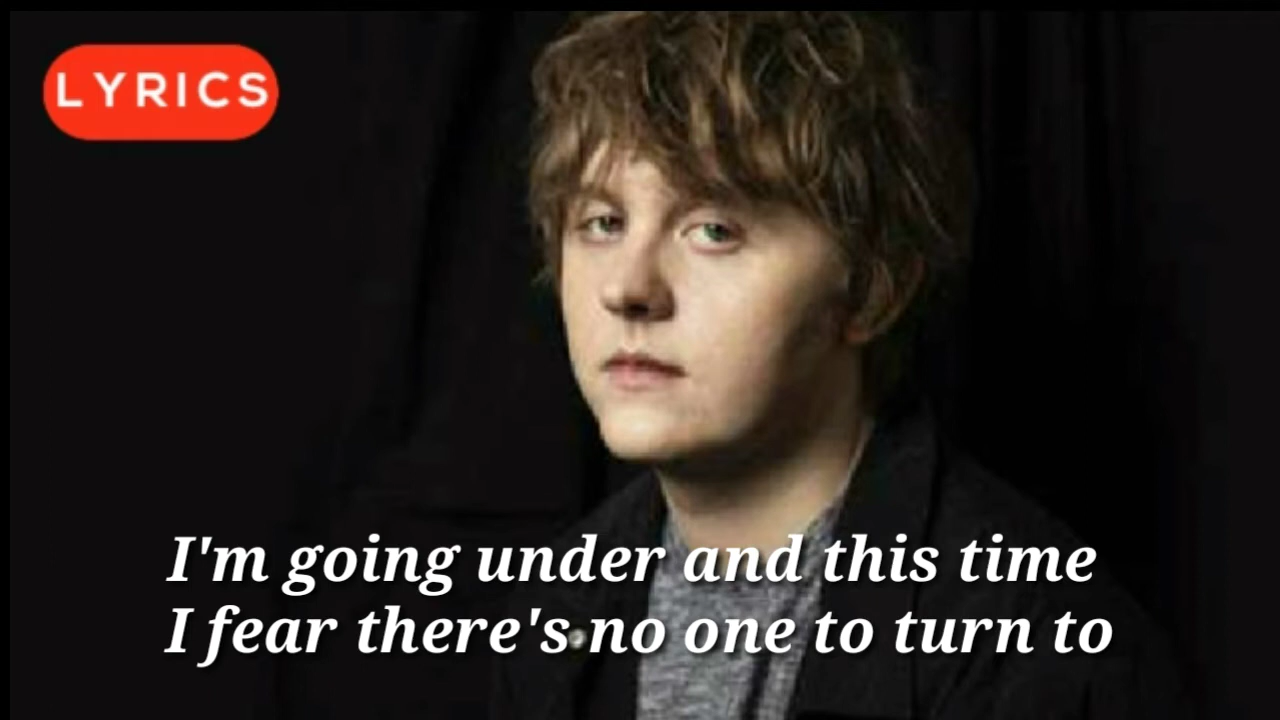 LYRICS
I'm going under and this time
I fear there's no one to turn to